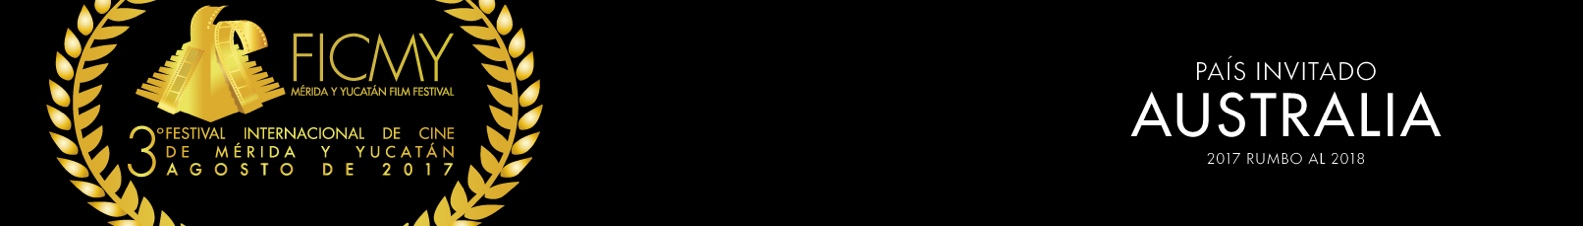 FICMY
MÉRIDA Y YUCATÁN FILM FESTIVAL
3° FESTIVAL INTERNACIONAL DE CINE
DE MÉRIDA Y YUCATÁN
AGOSTO DE 2017
PAÍS INVITADO
AUSTRALIA
2017 RUMBO AL 2018